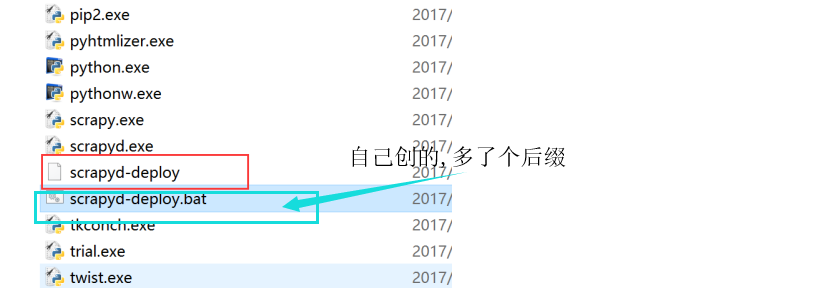 pip2.exe 2017/
pyhtmlizer.exe 2017/
python.exe 2017/
pythonw.exe 2017/
scrapy.exe 2017/
scrapyd.exe 2017/
自己创的,多了个后缀
scrapyd-deploy 2017/
scrapyd-deploy.bat 2017/
tkconch.exe 2017/
trial.exe 2017/
twist.exe 2017/